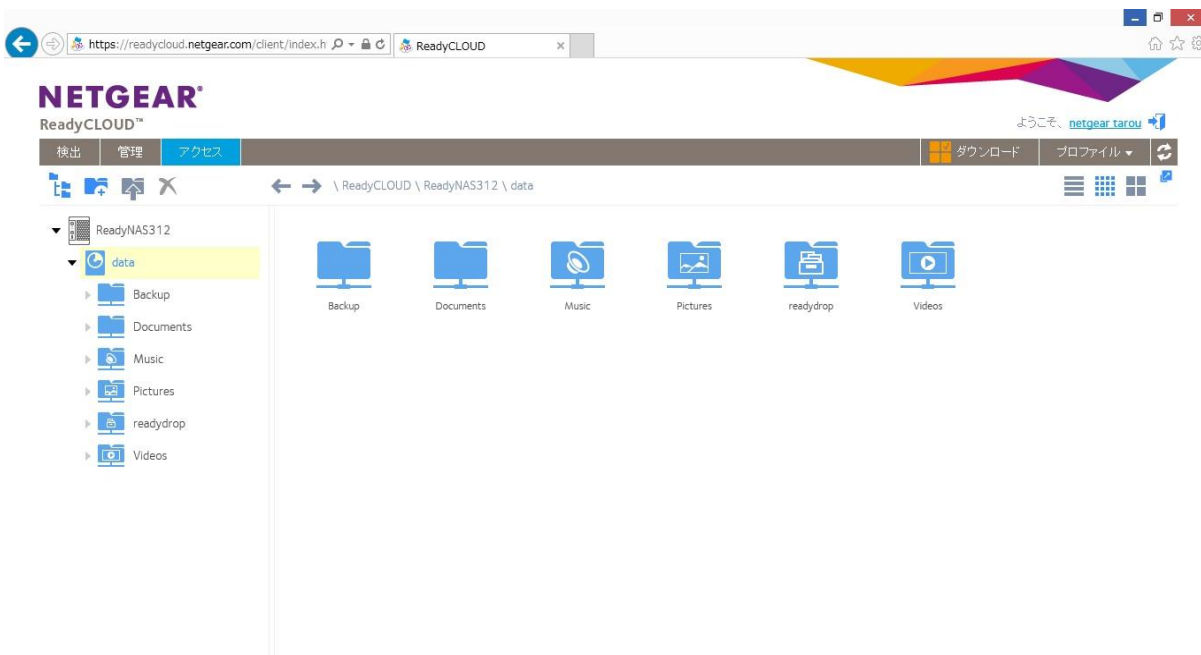 https://readycloud.netgear.com/client/index.h
ReadyCLOUD
NETGEAR®
ReadyCLOUD™
ようこそ、netgear tarou
検出 管理 アクセス ダウンロード プロファイル
\ ReadyCLOUD \ ReadyNAS312 \ data
ReadyNAS312
data
Backup
Documents
Music
Pictures
readydrop
Videos
Backup Documents Music Pictures readydrop Videos